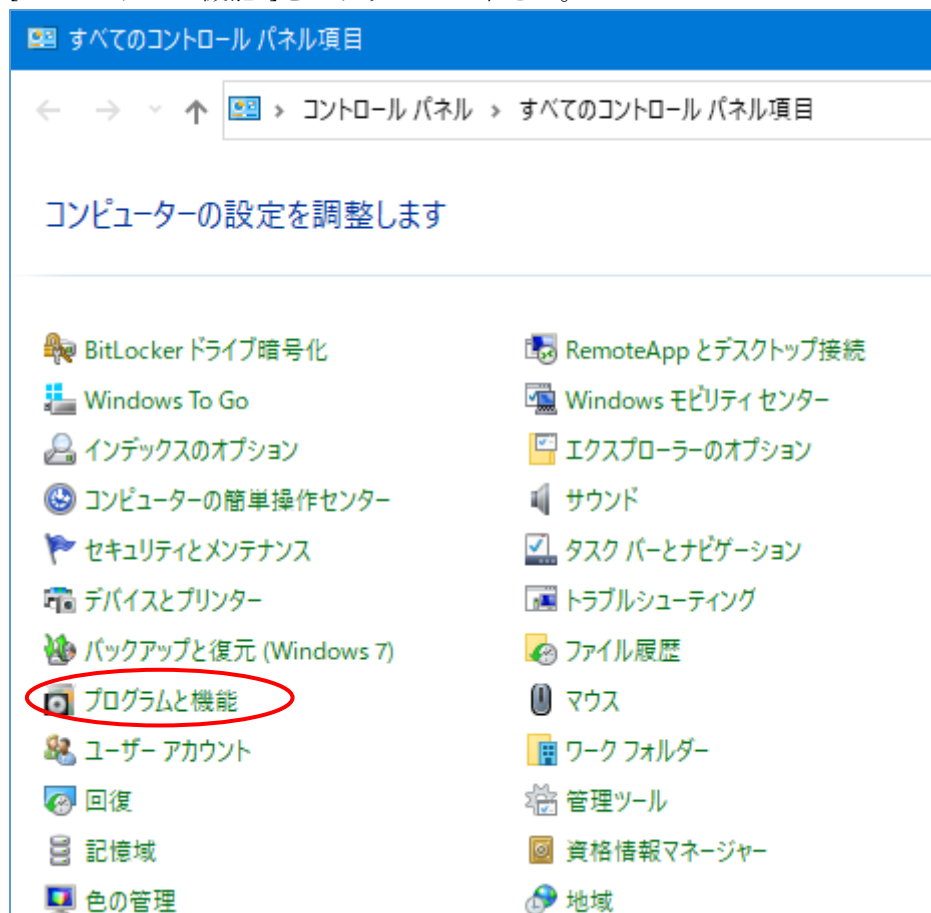 すべてのコントロール パネル項目
コントロール パネル › すべてのコントロール パネル項目
コンピューターの設定を調整します
BitLocker ドライブ暗号化
RemoteApp とデスクトップ接続
Windows To Go
Windows モビリティ センター
インデックスのオプション
エクスプローラーのオプション
コンピューターの簡単操作センター
サウンド
セキュリティとメンテナンス
タスク バーとナビゲーション
デバイスとプリンター
トラブルシューティング
バックアップと復元 (Windows 7)
ファイル履歴
プログラムと機能
マウス
ユーザー アカウント
ワーク フォルダー
回復
管理ツール
記憶域
資格情報マネージャー
色の管理
地域